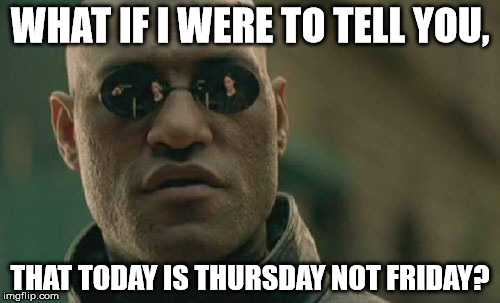 WHAT IF I WERE TO TELL YOU,
THAT TODAY IS THURSDAY NOT FRIDAY?
imgflip.com